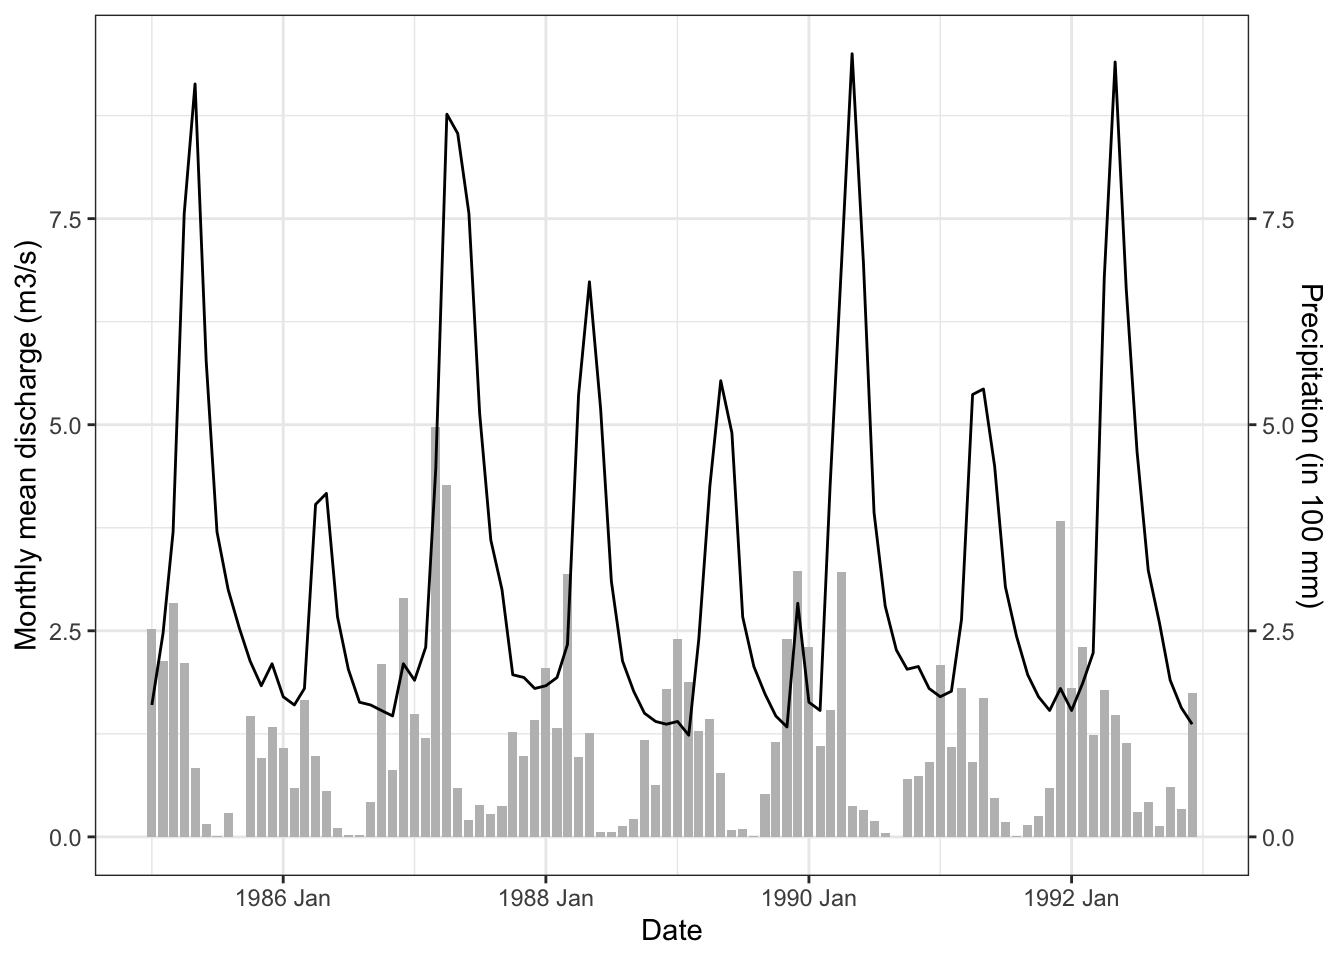 Monthly mean discharge (m3/s)
7.5
5.0
2.5
0.0
7.5
5.0
2.5
0.0
Precipitation (in 100 mm)
1986 Jan
1988 Jan
1990 Jan
1992 Jan
Date